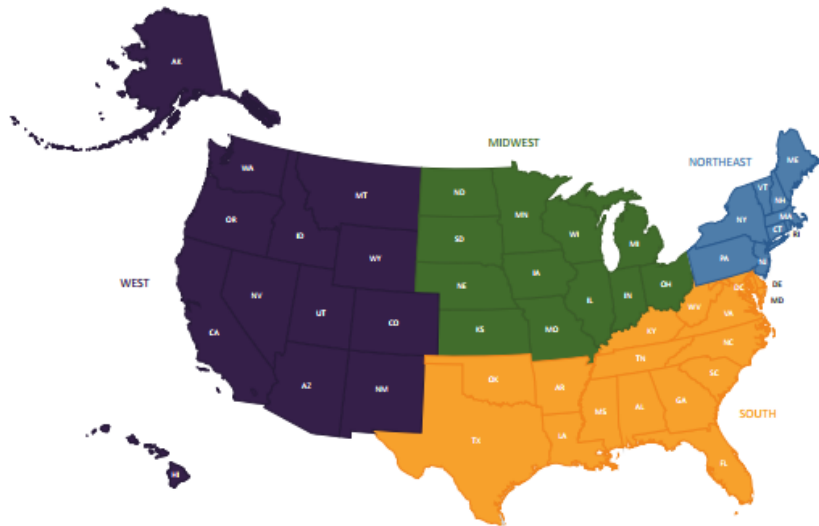 AK
MIDWEST
NORTHEAST
ME
WA
MT
ND
MN
VT
NH
OR
ID
SD
WI
MI
NY
MA
CT
RI
WY
IA
PA
NJ
WEST
NV
UT
CO
NE
IL
IN
OH
DC
DE
MD
CA
KS
MO
WV
VA
KY
NC
AZ
NM
OK
AR
TN
SC
MS
AL
GA
SOUTH
TX
LA
FL
HI